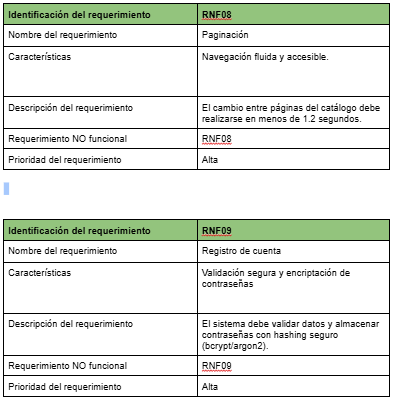 Identificación del requerimiento RNF08
Nombre del requerimiento Paginación
Características Navegación fluida y accesible.
Descripción del requerimiento El cambio entre páginas del catálogo debe
realizarse en menos de 1.2 segundos.
Requerimiento NO funcional RNF08
Prioridad del requerimiento Alta
Identificación del requerimiento RNF09
Nombre del requerimiento Registro de cuenta
Características Validación segura y encriptación de
contraseñas
Descripción del requerimiento El sistema debe validar datos y almacenar
contraseñas con hashing seguro
(bcrypt/argon2).
Requerimiento NO funcional RNF09
Prioridad del requerimiento Alta